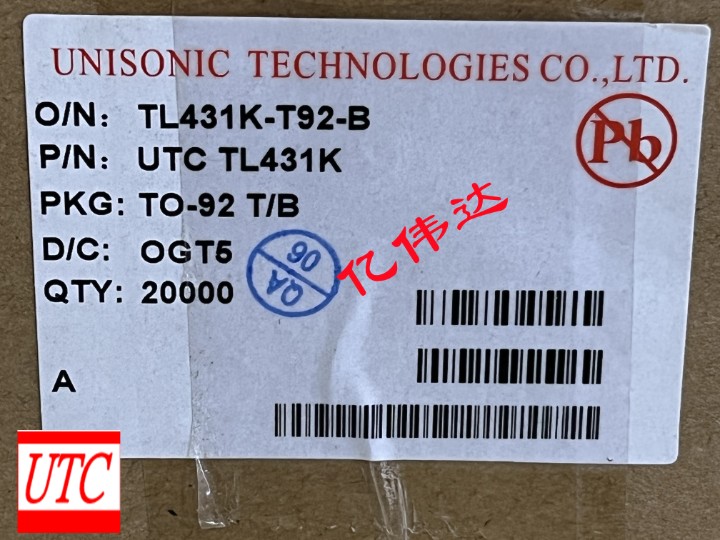 UNISONIC TECHNOLOGIES CO.,LTD.
O/N: TL431K-T92-B
Pb
P/N: UTC TL431K
PKG: TO-92 T/B
D/C: OGT5
QA 06
亿伟达
QTY: 20000
A
UTC